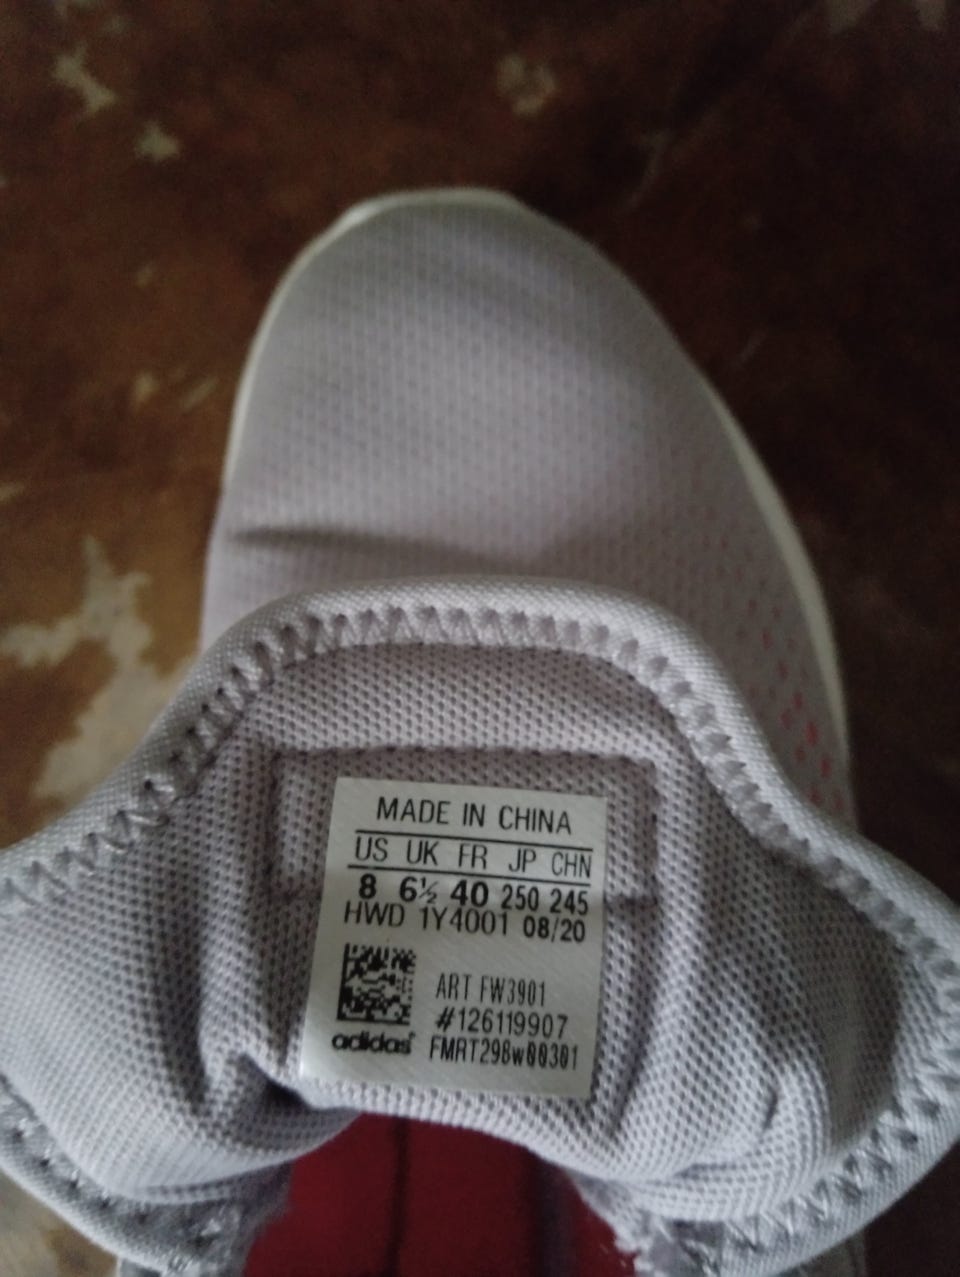 MADE IN CHINA
US UK FR JP CHN
8 6½ 40 250 245
HWD 1Y4001 08/20
ART FW3901
#126119907
adidas FMRT29BW00301